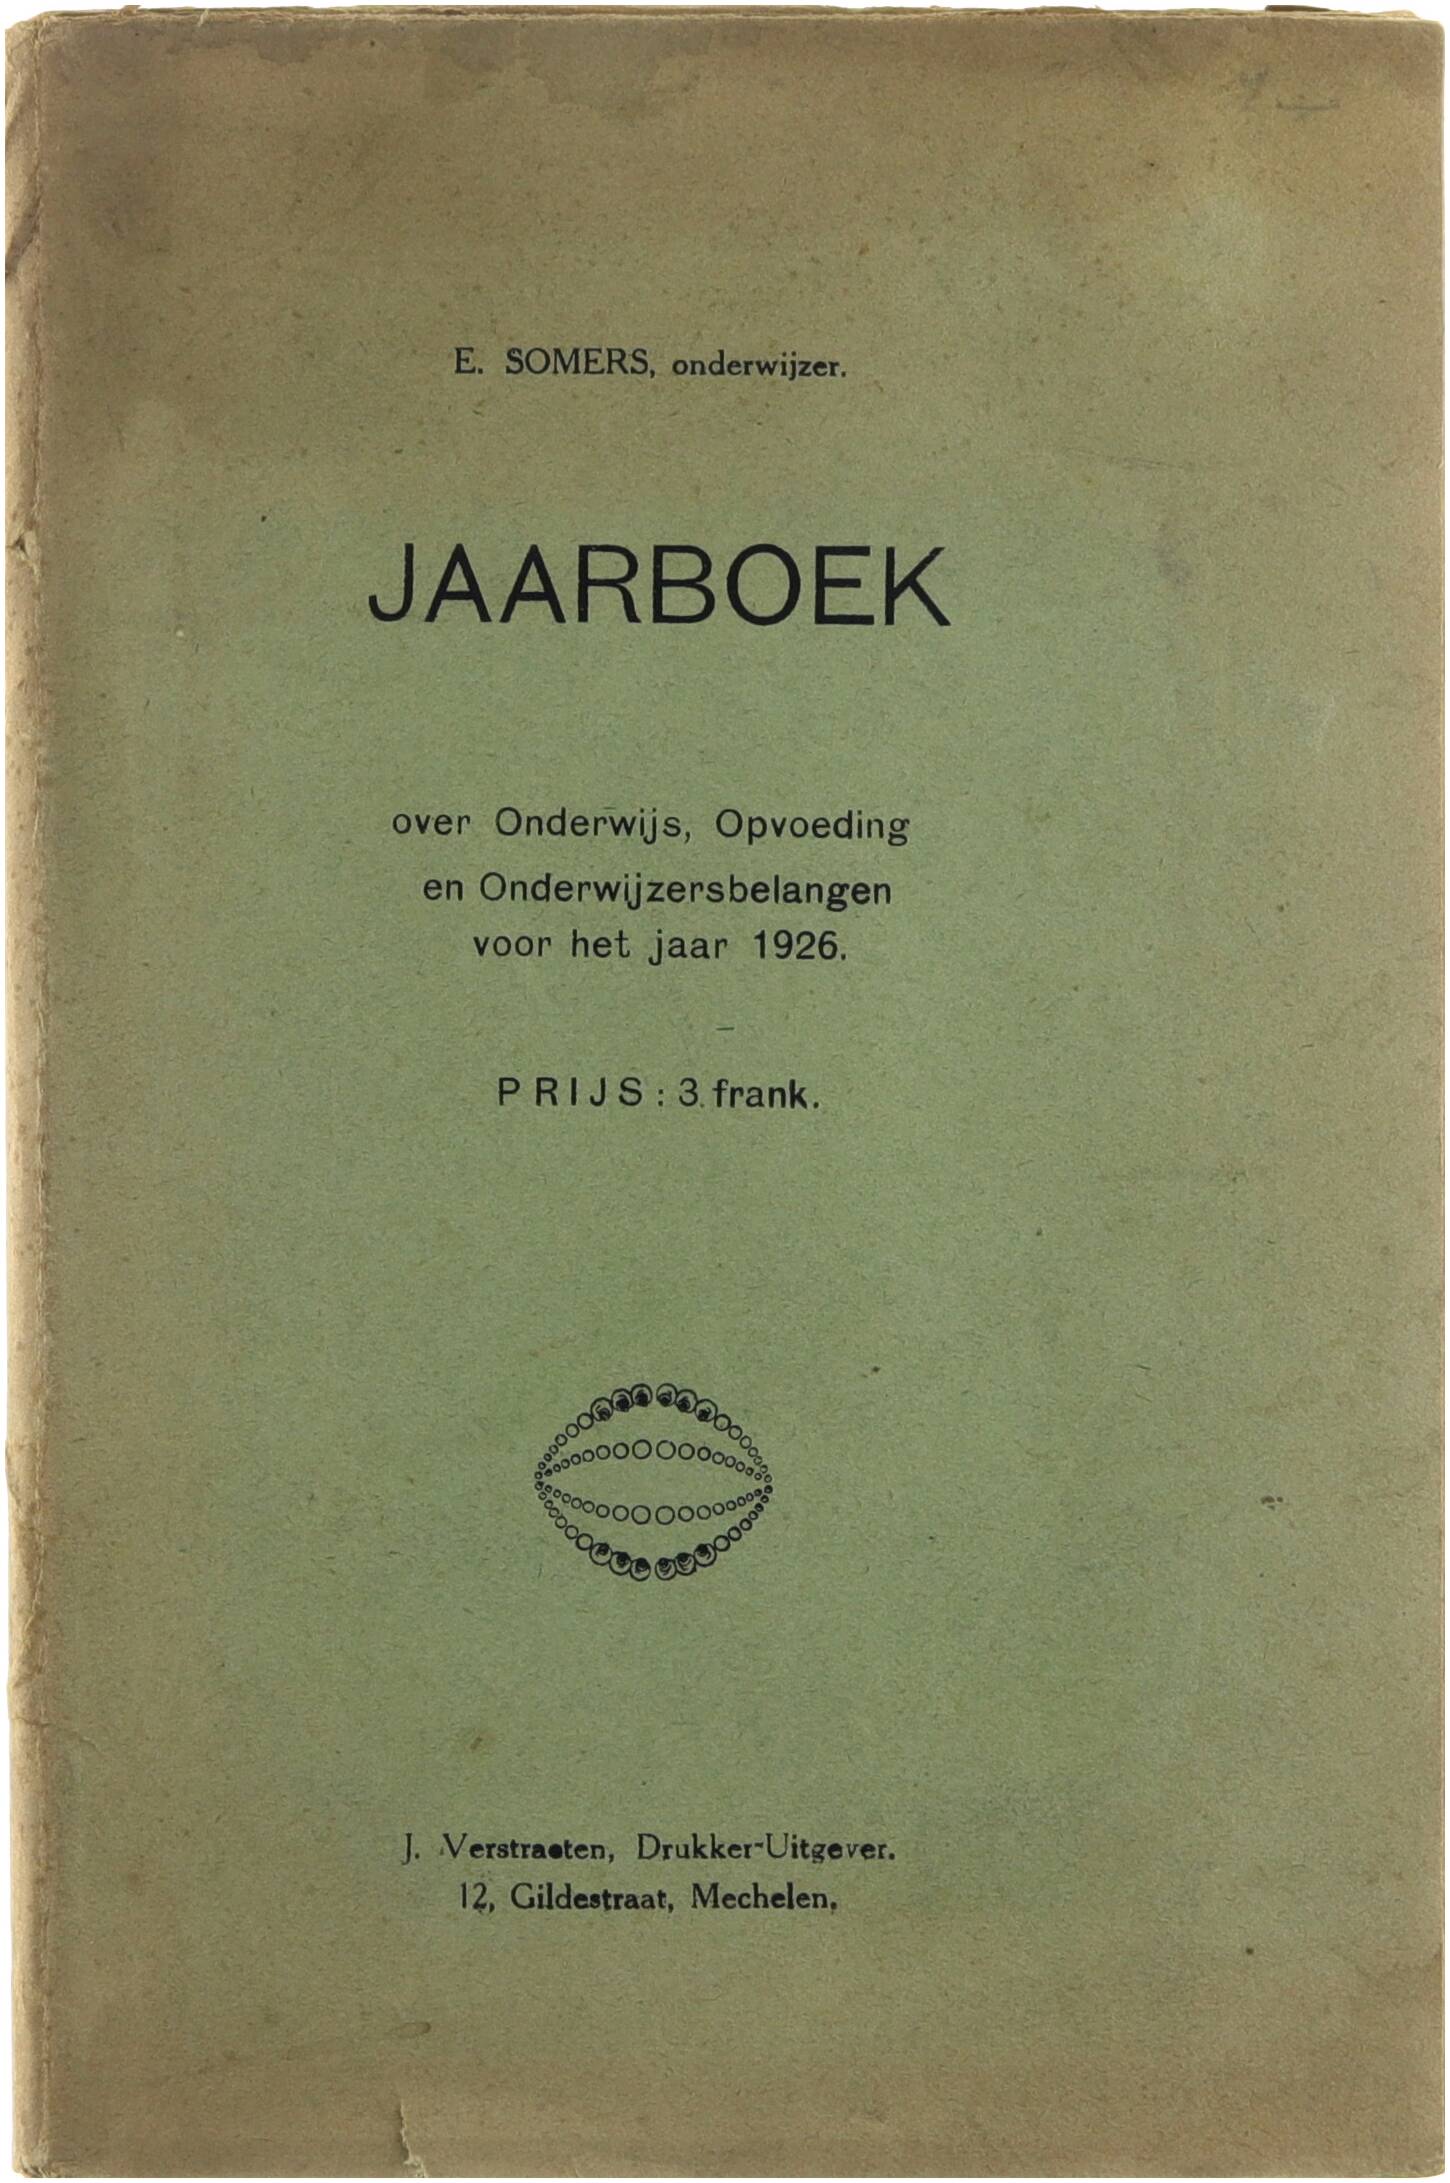 E. SOMERS, onderwijzer.
JAARBOEK
over Onderwijs, Opvoeding
en Onderwijzersbelangen
voor het jaar 1926.
PRIJS : 3 frank.
J. Verstraeten, Drukker-Uitgever.
12, Gildestraat, Mechelen.